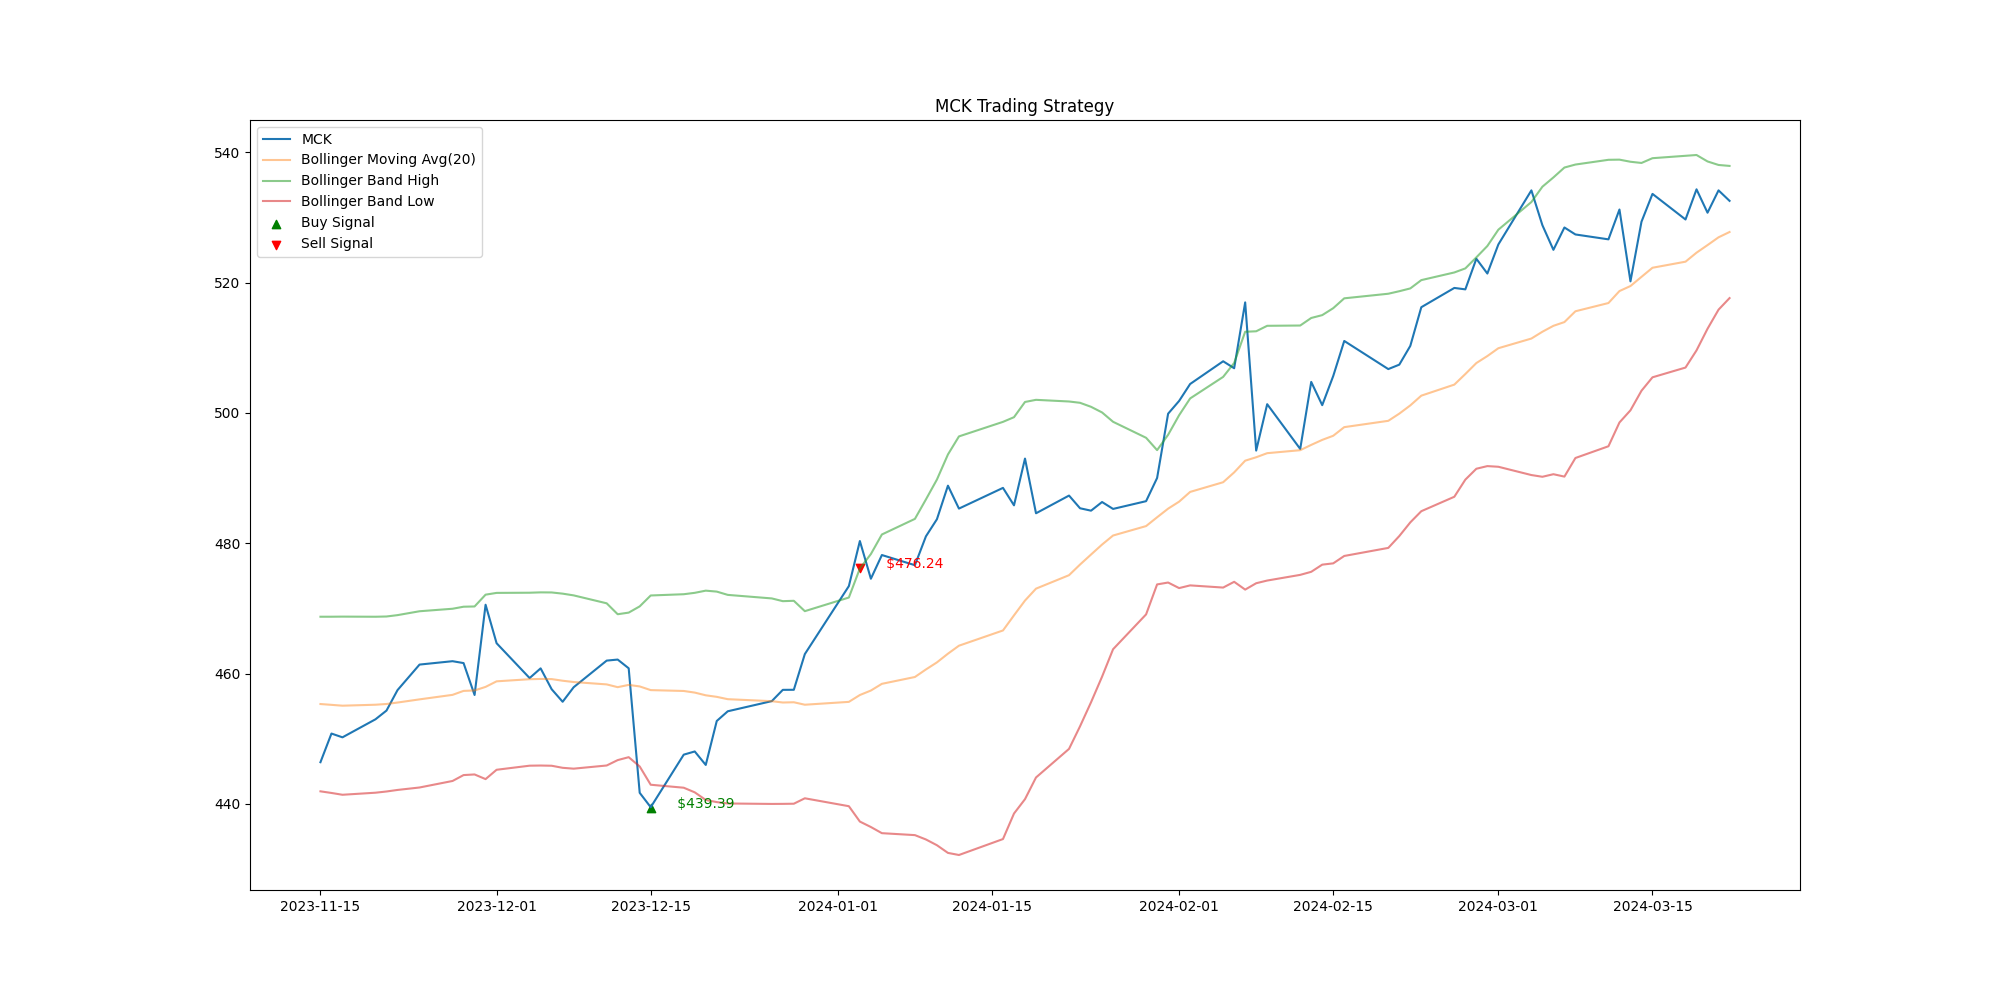 MCK Trading Strategy
MCK
Bollinger Moving Avg(20)
Bollinger Band High
Bollinger Band Low
Buy Signal
Sell Signal
540
520
500
480
460
440
$476.24
$439.39
2023-11-15
2023-12-01
2023-12-15
2024-01-01
2024-01-15
2024-02-01
2024-02-15
2024-03-01
2024-03-15